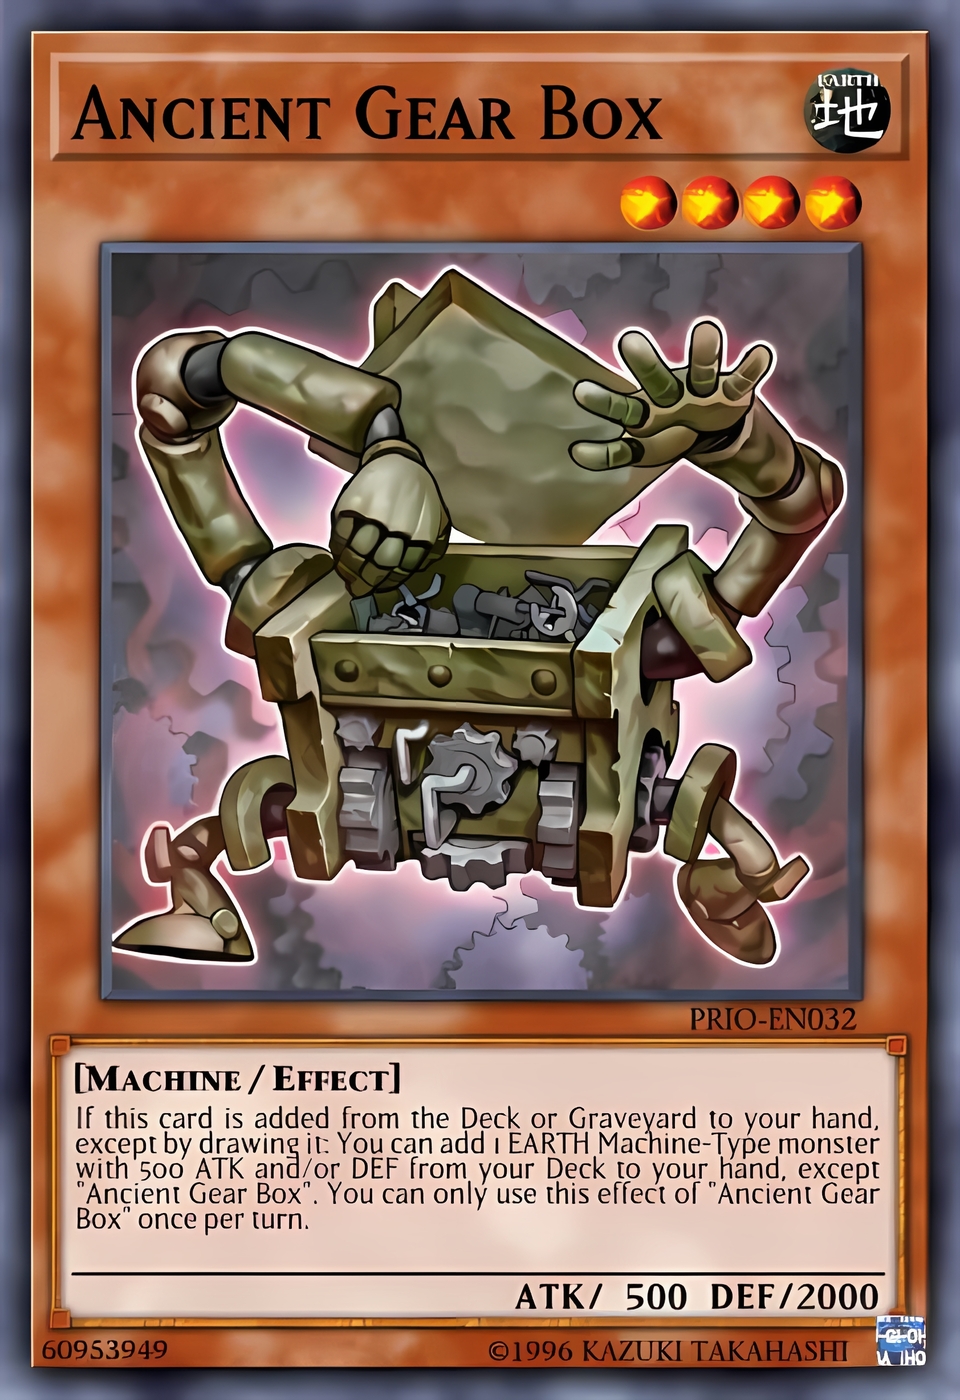 Ancient Gear Box
EARTH
地
PRIO-EN032
[Machine / Effect]
If this card is added from the Deck or Graveyard to your hand,
except by drawing it: You can add 1 EARTH Machine-Type monster
with 500 ATK and/or DEF from your Deck to your hand, except
"Ancient Gear Box". You can only use this effect of "Ancient Gear
Box" once per turn.
ATK/ 500 DEF/2000
60953949
©1996 KAZUKI TAKAHASHI